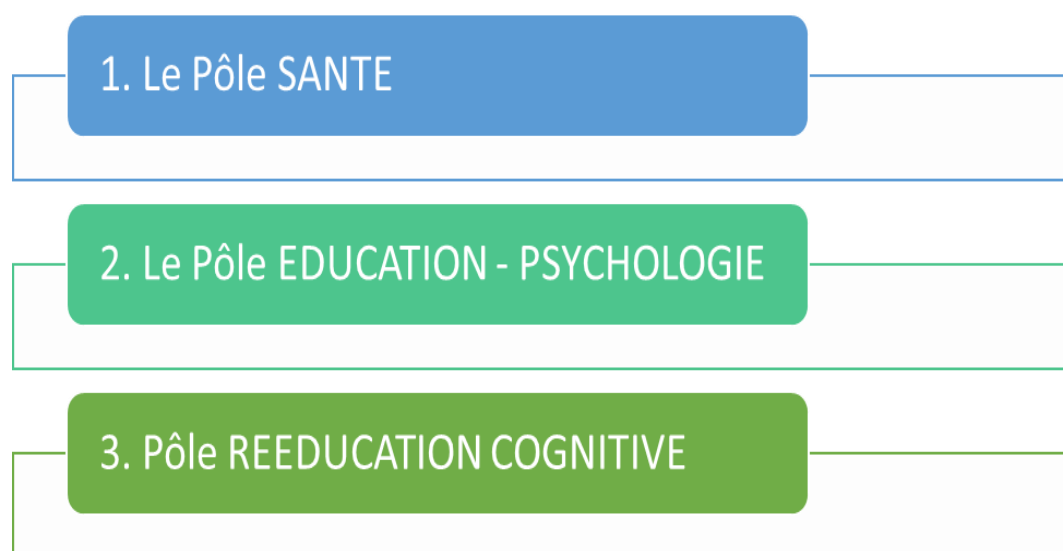 1. Le Pôle SANTE
2. Le Pôle EDUCATION - PSYCHOLOGIE
3. Pôle REEDUCATION COGNITIVE